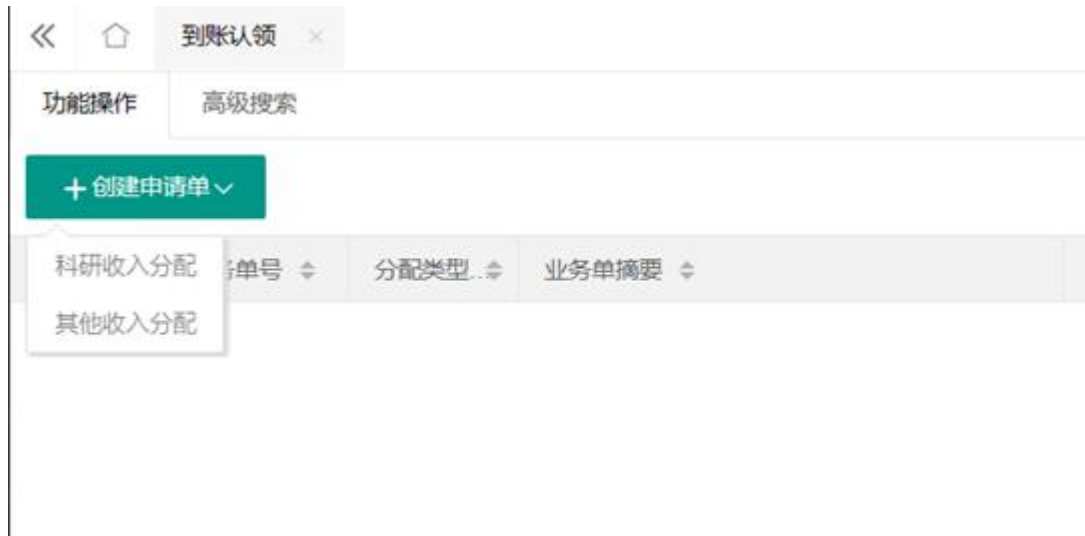 到账认领
功能操作 高级搜索
+创建申请单
科研收入分配
单号 分配类型.. 业务单摘要
其他收入分配